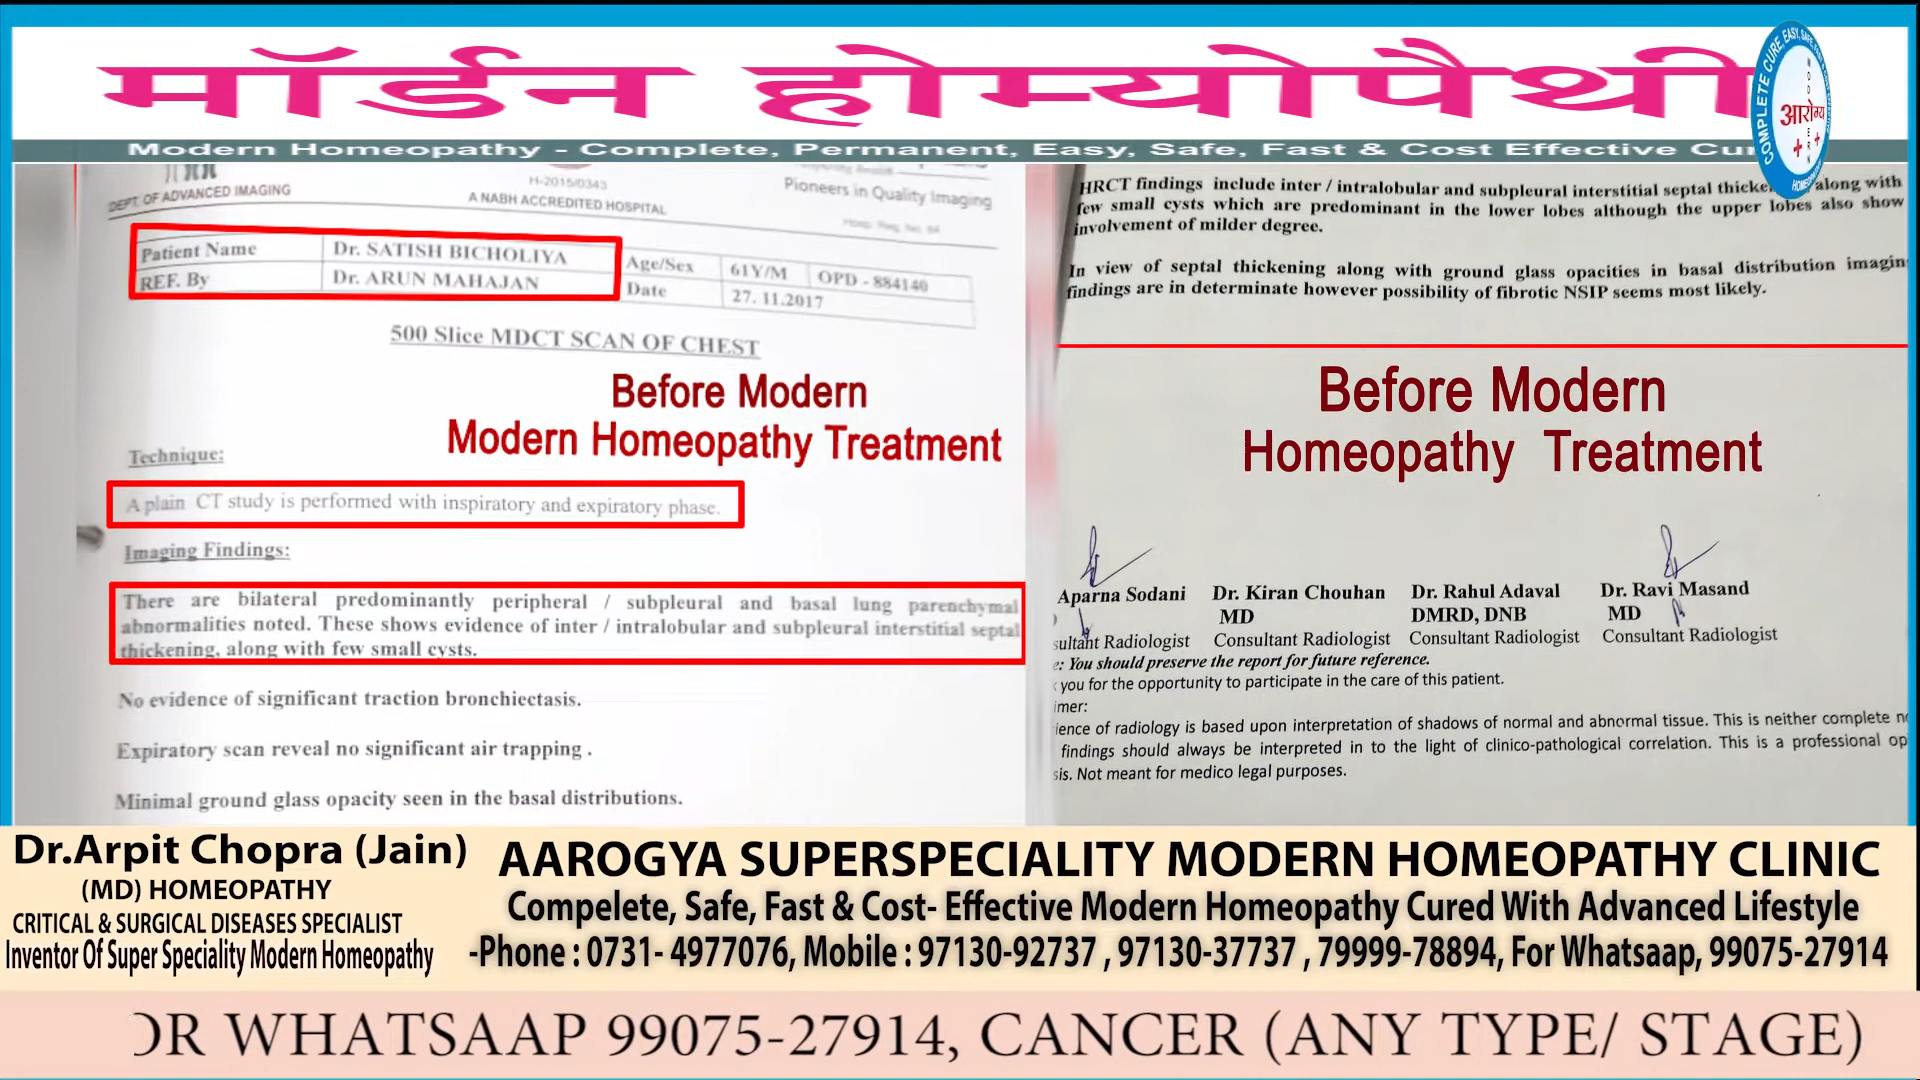 मॉर्डन होम्योपैथी
Modern Homeopathy - Complete, Permanent, Easy, Safe, Fast & Cost Effective Cu
COMPLETE CURE, EASY, SAFE,
MODERN
आरोग्य
DEPT. OF ADVANCED IMAGING
H-2015/0343
A NABH ACCREDITED HOSPITAL
Pioneers in Quality Imaging
Patient Name Dr. SATISH BICHOLIYA Age/Sex 61Y/M OPD - 884140
REF. By Dr. ARUN MAHAJAN Date 27. 11.2017
500 Slice MDCT SCAN OF CHEST
Before Modern
Modern Homeopathy Treatment
Technique:
A plain CT study is performed with inspiratory and expiratory phase.
Imaging Findings:
There are bilateral predominantly peripheral / subpleural and basal lung parenchymal
abnormalities noted. These shows evidence of inter / intralobular and subpleural interstitial septal
thickening, along with few small cysts.
No evidence of significant traction bronchiectasis.
Expiratory scan reveal no significant air trapping .
Minimal ground glass opacity seen in the basal distributions.
HRCT findings include inter / intralobular and subpleural interstitial septal thicke along with
few small cysts which are predominant in the lower lobes although the upper lobes also show
involvement of milder degree.
In view of septal thickening along with ground glass opacities in basal distribution imagin
findings are in determinate however possibility of fibrotic NSIP seems most likely.
Before Modern
Homeopathy Treatment
Aparna Sodani Dr. Kiran Chouhan Dr. Rahul Adaval Dr. Ravi Masand
MD DMRD, DNB MD
sultant Radiologist Consultant Radiologist Consultant Radiologist Consultant Radiologist
e: You should preserve the report for future reference.
you for the opportunity to participate in the care of this patient.
imer:
ience of radiology is based upon interpretation of shadows of normal and abnormal tissue. This is neither complete n
findings should always be interpreted in to the light of clinico-pathological correlation. This is a professional op
sis. Not meant for medico legal purposes.
Dr.Arpit Chopra (Jain)
(MD) HOMEOPATHY
CRITICAL & SURGICAL DISEASES SPECIALIST
Inventor Of Super Speciality Modern Homeopathy
AAROGYA SUPERSPECIALITY MODERN HOMEOPATHY CLINIC
Compelete, Safe, Fast & Cost- Effective Modern Homeopathy Cured With Advanced Lifestyle
-Phone : 0731- 4977076, Mobile : 97130-92737 , 97130-37737 , 79999-78894, For Whatsaap, 99075-27914
OR WHATSAAP 99075-27914, CANCER (ANY TYPE/ STAGE)